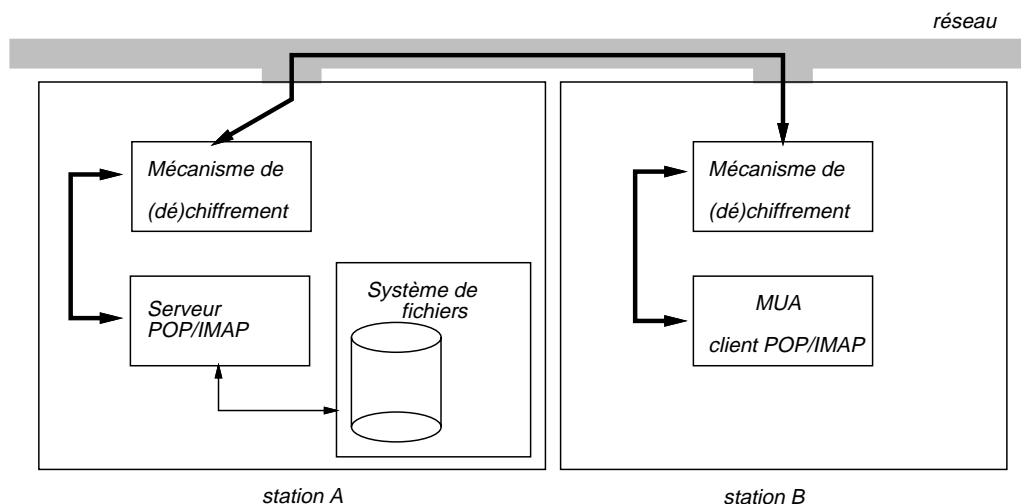 réseau
Mécanisme de
(dé)chiffrement
Serveur
POP/IMAP
Système de
fichiers
station A
Mécanisme de
(dé)chiffrement
MUA
client POP/IMAP
station B